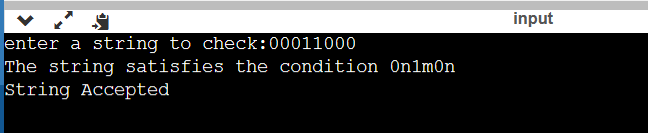 input
enter a string to check:00011000
The string satisfies the condition 0n1m0n
String Accepted